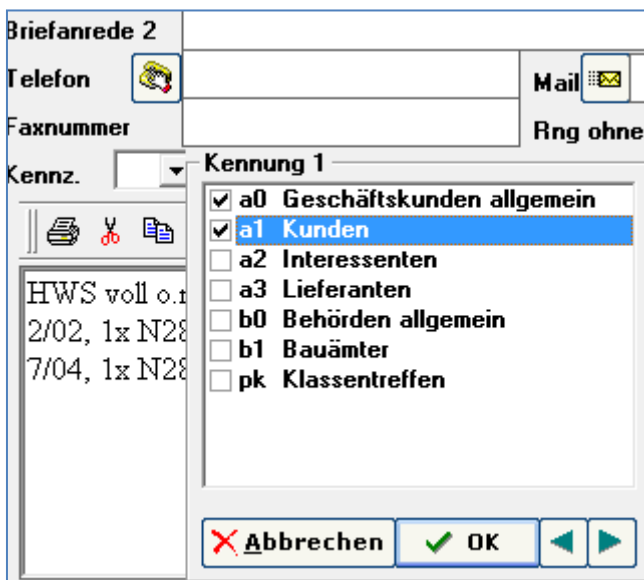 Briefanrede 2
Telefon
Mail
Faxnummer
Rng ohne
Kennz.
Kennung 1
a0 Geschäftskunden allgemein
a1 Kunden
a2 Interessenten
a3 Lieferanten
b0 Behörden allgemein
b1 Bauämter
pk Klassentreffen
HWS voll o.r
2/02, 1x N28
7/04, 1x N28
Abbrechen
OK